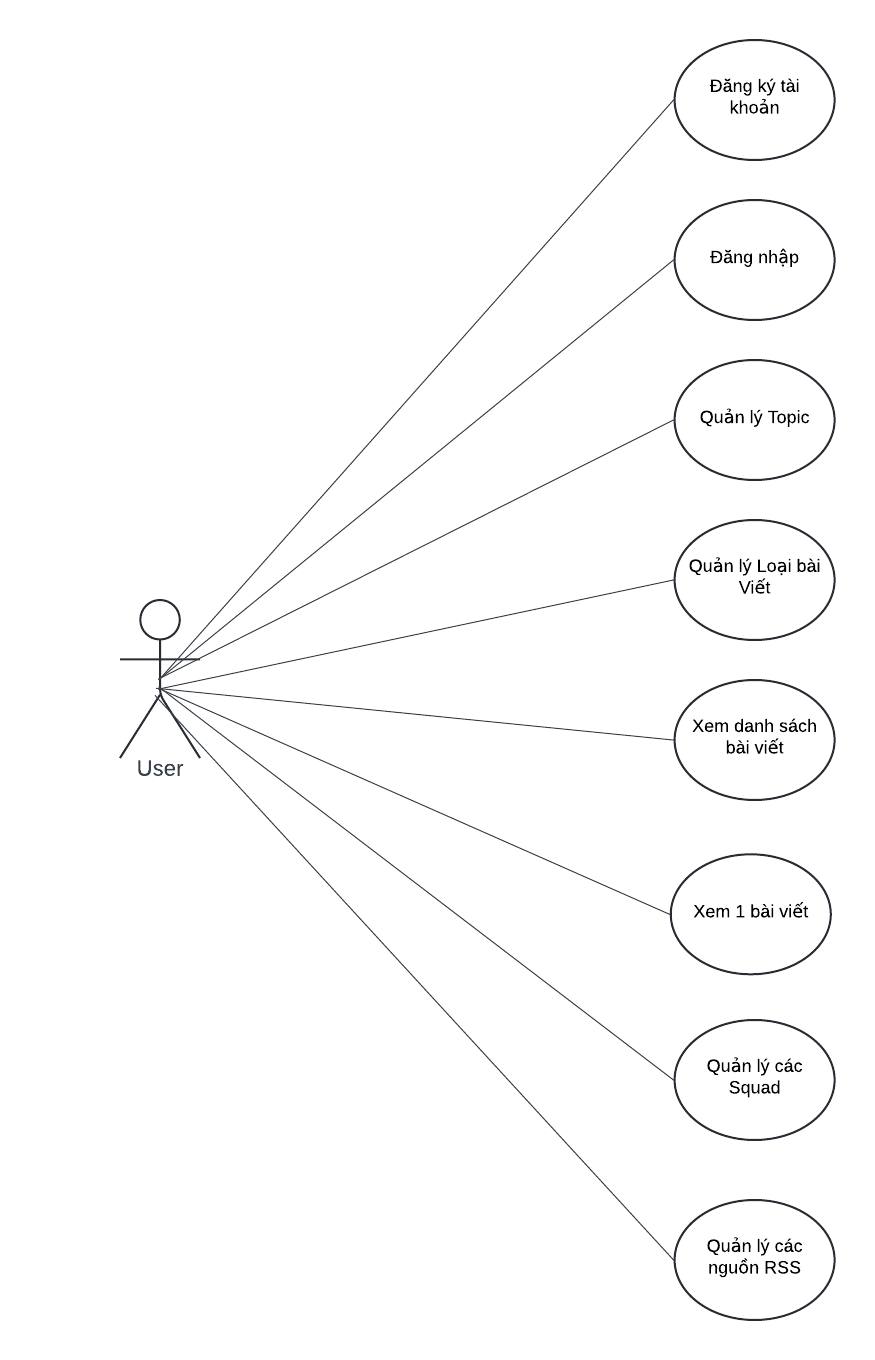 Đăng ký tài
khoản
Đăng nhập
Quản lý Topic
Quản lý Loại bài
Viết
Xem danh sách
bài viết
User
Xem 1 bài viết
Quản lý các
Squad
Quản lý các
nguồn RSS